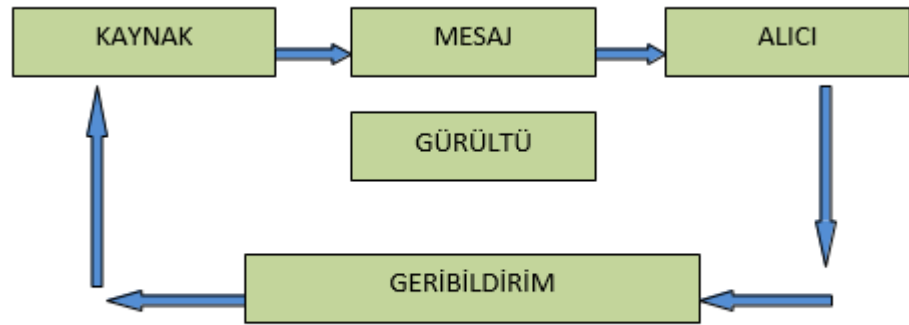 KAYNAK
MESAJ
ALICI
GÜRÜLTÜ
GERİBİLDİRİM